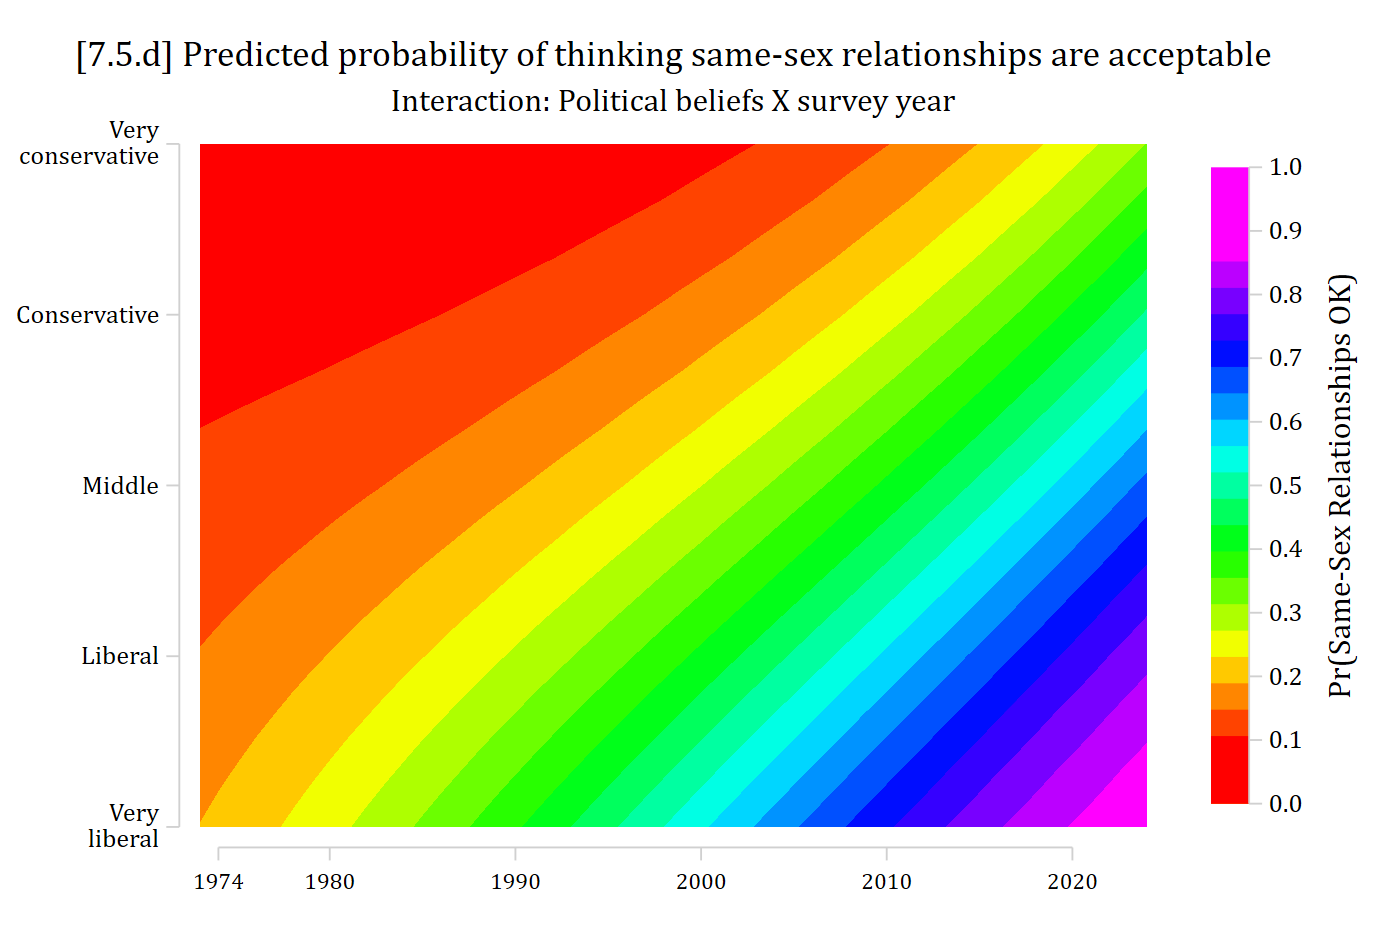 [7.5.d] Predicted probability of thinking same-sex relationships are acceptable
Interaction: Political beliefs X survey year
Very
conservative
Conservative
Middle
Liberal
Very
liberal
1974
1980
1990
2000
2010
2020
1.0
0.9
0.8
0.7
0.6
0.5
0.4
0.3
0.2
0.1
0.0
Pr(Same-Sex Relationships OK)